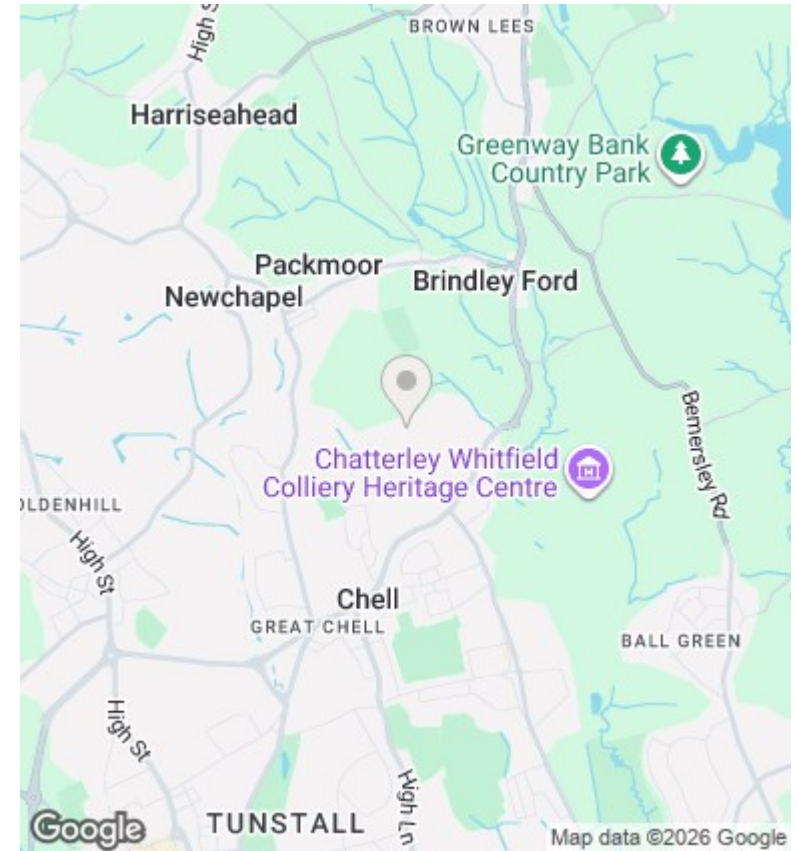 BROWN LEES
High S
Harriseahead
Greenway Bank
Country Park
Packmoor
Brindley Ford
Newchapel
Bemersley Rd
Chatterley Whitfield
Colliery Heritage Centre
OLDENHILL
High St
Chell
GREAT CHELL
BALL GREEN
High St
High Ln
TUNSTALL
Google
Map data ©2026 Google